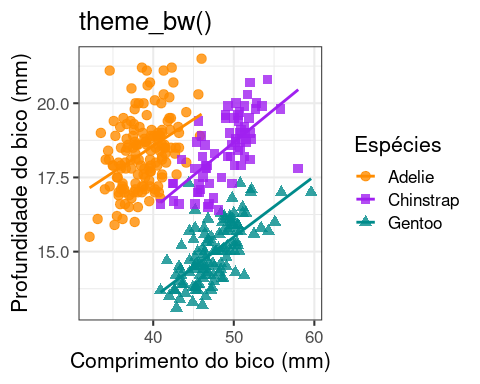 theme_bw()
Profundidade do bico (mm)
20.0
17.5
15.0
40
50
60
Comprimento do bico (mm)
Espécies
Adelie
Chinstrap
Gentoo